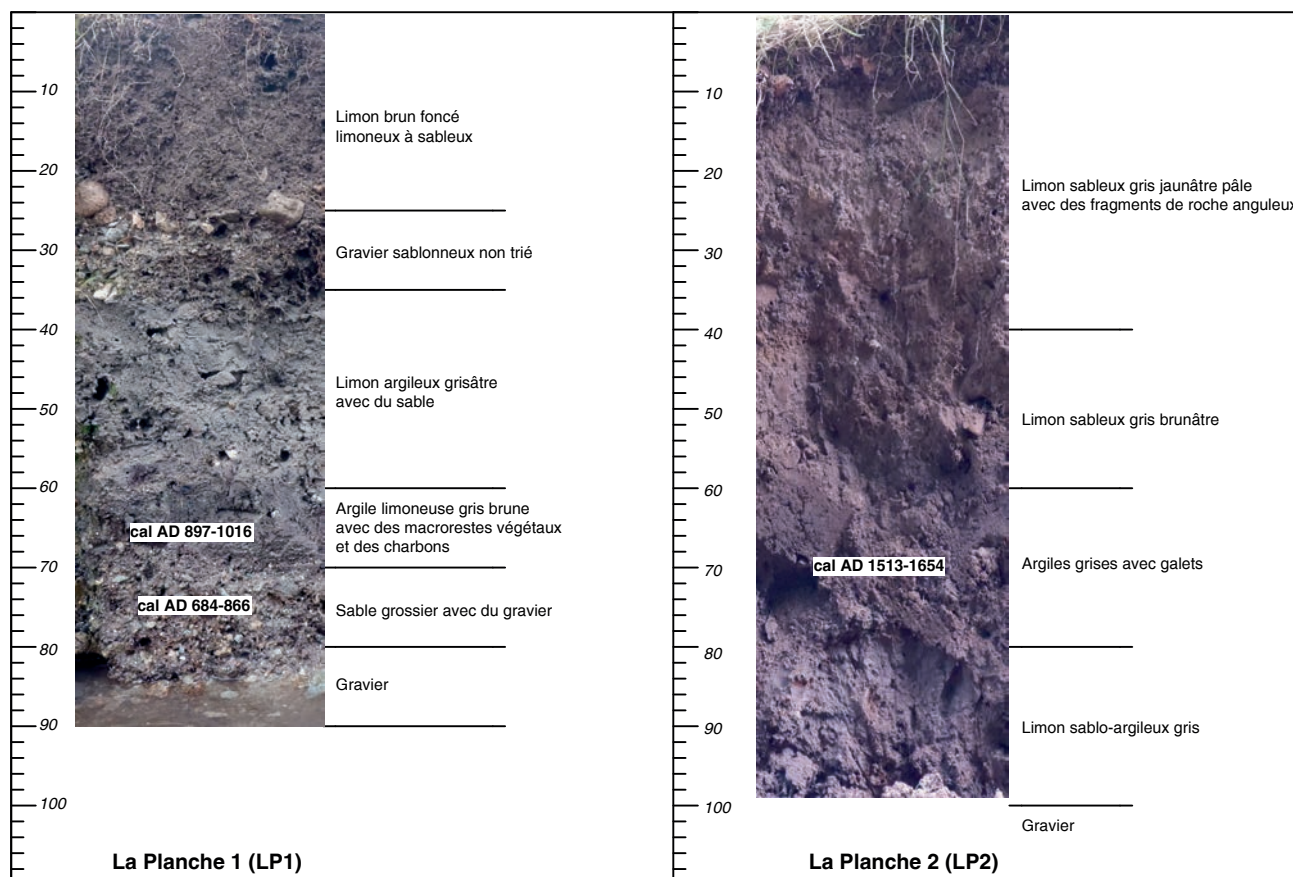 10
20
30
40
50
60
70
80
90
100
Limon brun foncé
limoneux à sableux
Gravier sablonneux non trié
Limon argileux grisâtre
avec du sable
Argile limoneuse gris brune
avec des macrorestes végétaux
et des charbons
Sable grossier avec du gravier
Gravier
cal AD 897-1016
cal AD 684-866
La Planche 1 (LP1)
10
20
30
40
50
60
70
80
90
100
Limon sableux gris jaunâtre pâle
avec des fragments de roche anguleux
Limon sableux gris brunâtre
Argiles grises avec galets
Limon sablo-argileux gris
Gravier
cal AD 1513-1654
La Planche 2 (LP2)